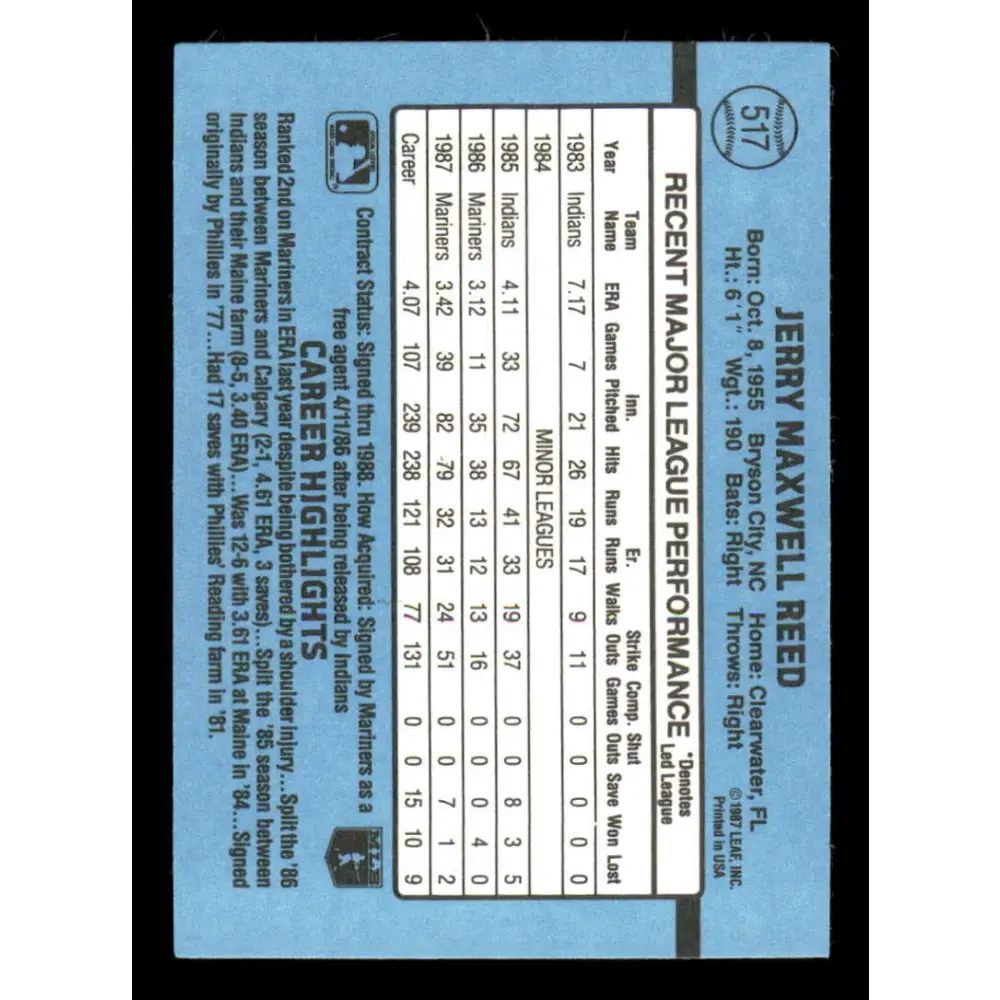 517
JERRY MAXWELL REED
Born: Oct. 8, 1955 Bryson City, NC Home: Clearwater, FL
Ht.: 6'1" Wgt.: 190 Bats: Right Throws: Right
©1987 LEAF, INC.
Printed in USA
RECENT MAJOR LEAGUE PERFORMANCE *Denotes
Led League
Team Inn. Er. Strike Comp. Shut
Year Name ERA Games Pitched Hits Runs Runs Walks Outs Games Outs Save Won Lost
1983 Indians 7.17 7 21 26 19 17 9 11 0 0 0 0 0
1984 MINOR LEAGUES
1985 Indians 4.11 33 72 67 41 33 19 37 0 0 8 3 5
1986 Mariners 3.12 11 35 38 13 12 13 16 0 0 0 4 0
1987 Mariners 3.42 39 82 79 32 31 24 51 0 0 7 1 2
Career 4.07 107 239 238 121 108 77 131 0 0 15 10 9
Contract Status: Signed thru 1988. How Acquired: Signed by Mariners as a
free agent 4/11/86 after being released by Indians
MLB
CAREER HIGHLIGHTS
Ranked 2nd on Mariners in ERA last year despite being bothered by a shoulder injury...Split the '86
season between Mariners and Calgary (2-1, 4.61 ERA, 3 saves)...Split the '85 season between
Indians and their Maine farm (8-5, 3.40 ERA)...Was 12-6 with 3.61 ERA at Maine in '84...Signed
originally by Phillies in '77...Had 17 saves with Phillies' Reading farm in '81.